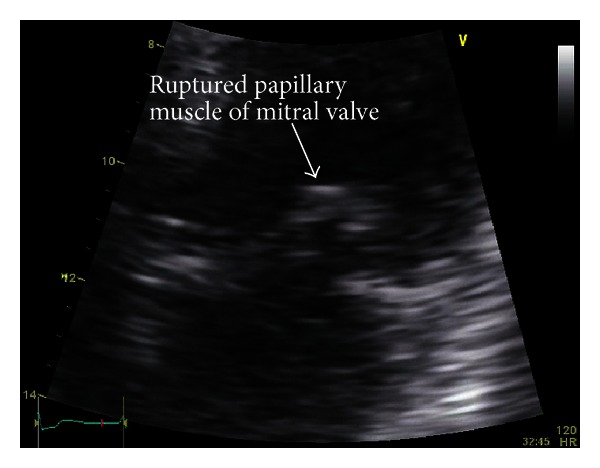 8
V
Ruptured papillary
muscle of mitral valve
10
12
14
120
32:45 HR